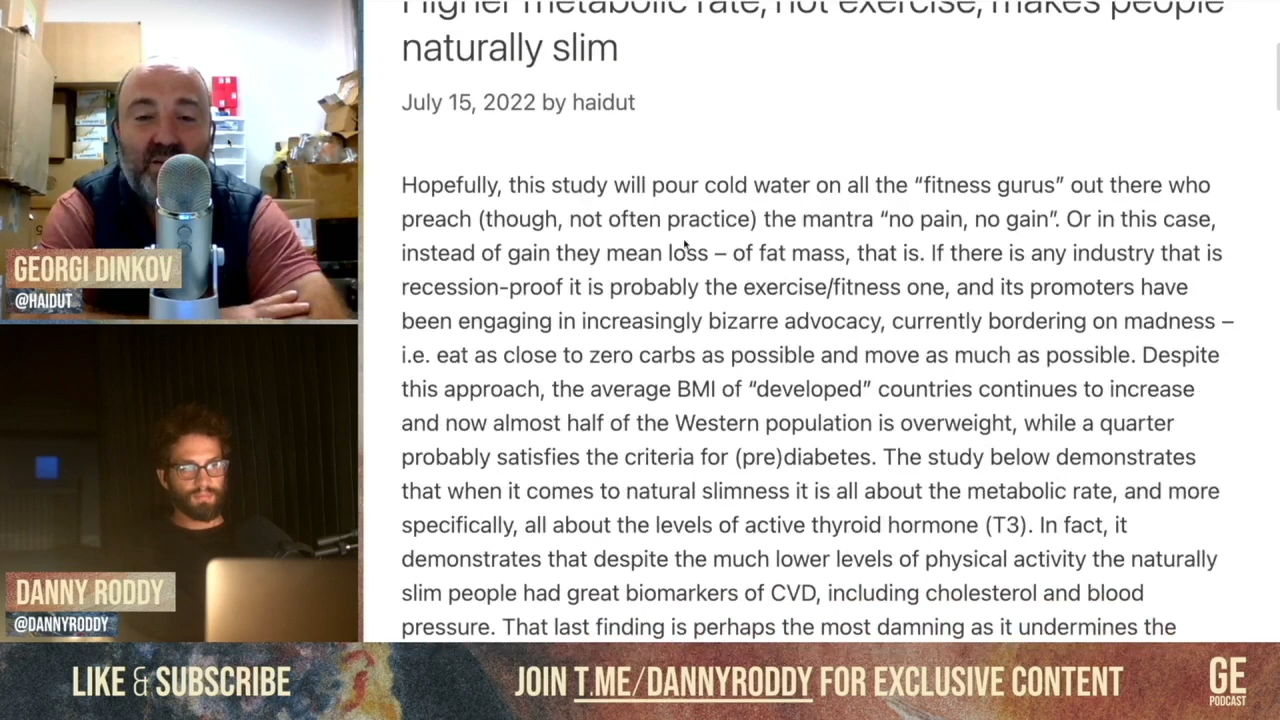 Higher metabolic rate, not exercise, makes people
naturally slim
July 15, 2022 by haidut
Hopefully, this study will pour cold water on all the “fitness gurus” out there who
preach (though, not often practice) the mantra “no pain, no gain”. Or in this case,
instead of gain they mean loss – of fat mass, that is. If there is any industry that is
recession-proof it is probably the exercise/fitness one, and its promoters have
been engaging in increasingly bizarre advocacy, currently bordering on madness –
i.e. eat as close to zero carbs as possible and move as much as possible. Despite
this approach, the average BMI of “developed” countries continues to increase
and now almost half of the Western population is overweight, while a quarter
probably satisfies the criteria for (pre)diabetes. The study below demonstrates
that when it comes to natural slimness it is all about the metabolic rate, and more
specifically, all about the levels of active thyroid hormone (T3). In fact, it
demonstrates that despite the much lower levels of physical activity the naturally
slim people had great biomarkers of CVD, including cholesterol and blood
pressure. That last finding is perhaps the most damning as it undermines the
GEORGI DINKOV
@HAIDUT
DANNY RODDY
@DANNYRODDY
LIKE & SUBSCRIBE
JOIN T.ME/DANNYRODDY FOR EXCLUSIVE CONTENT
GE
PODCAST